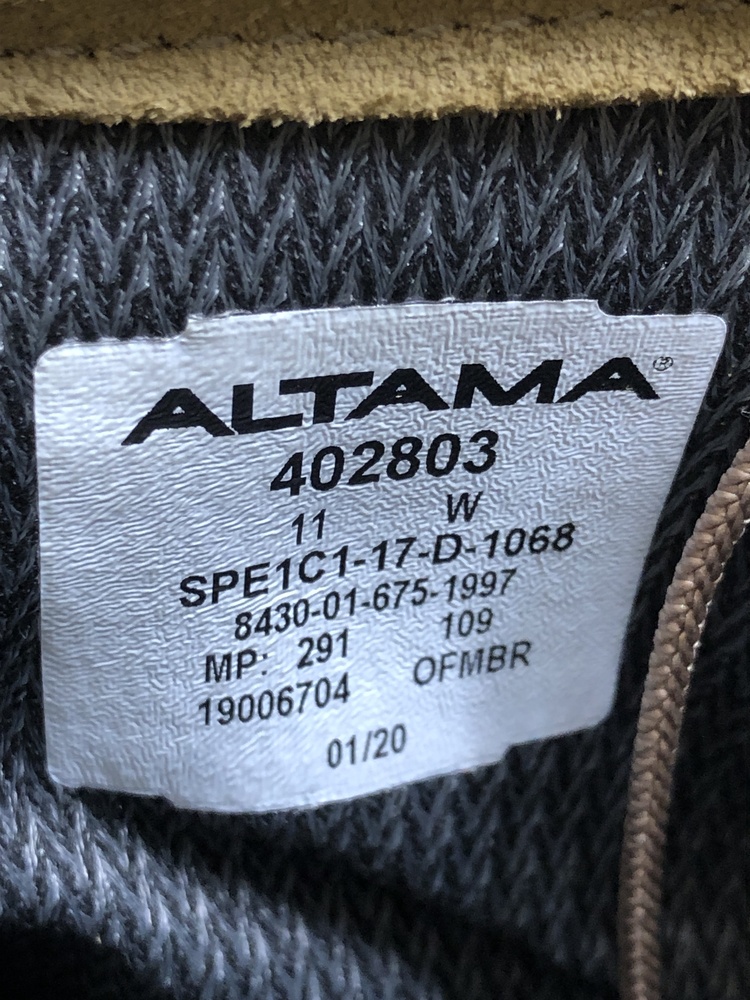 ALTAMA®
402803
11 W
SPE1C1-17-D-1068
8430-01-675-1997
MP: 291 109
19006704 OFMBR
01/20